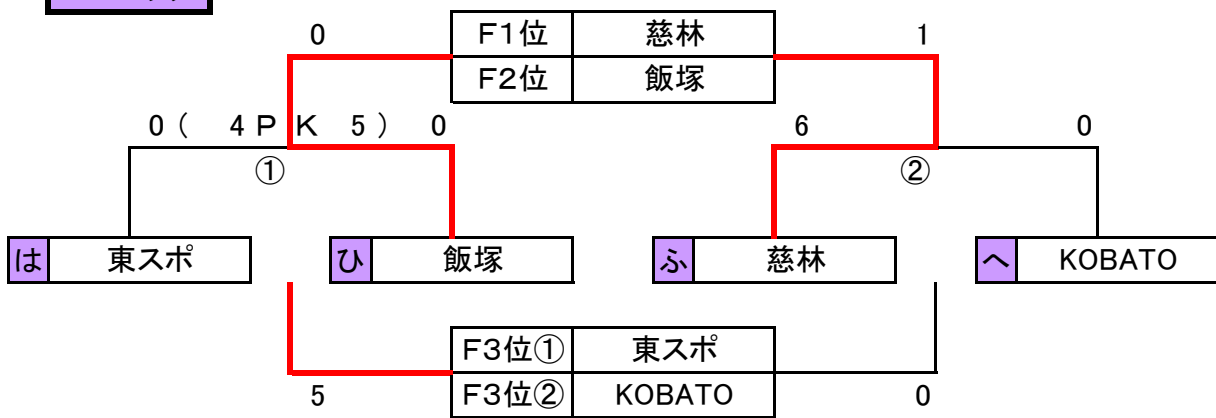 0 F1位 慈林 1
F2位 飯塚
0( 4 P K 5) 0 6 0
① ②
は 東スポ ひ 飯塚 ふ 慈林 へ KOBATO
F3位① 東スポ
5 F3位② KOBATO 0